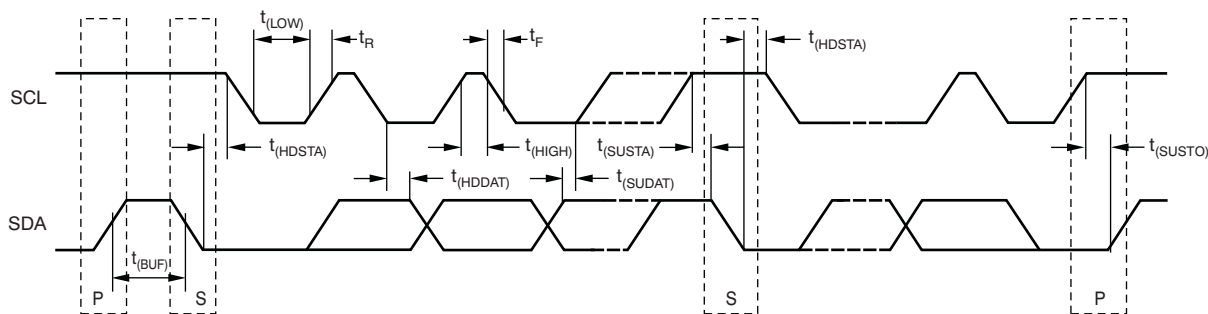 t(LOW)
tR
tF
t(HDSTA)
SCL
t(HDSTA)
t(HIGH)
t(SUSTA)
t(SUSTO)
t(HDDAT)
t(SUDAT)
SDA
t(BUF)
P
S
S
P